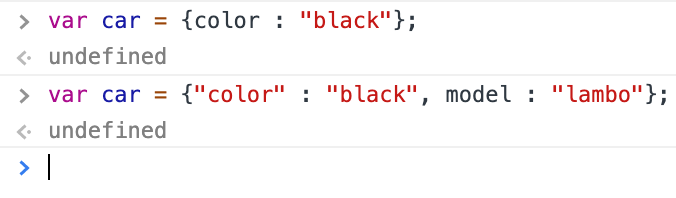 > var car = {color : "black"};
<· undefined
> var car = {"color" : "black", model : "lambo"};
<· undefined
>